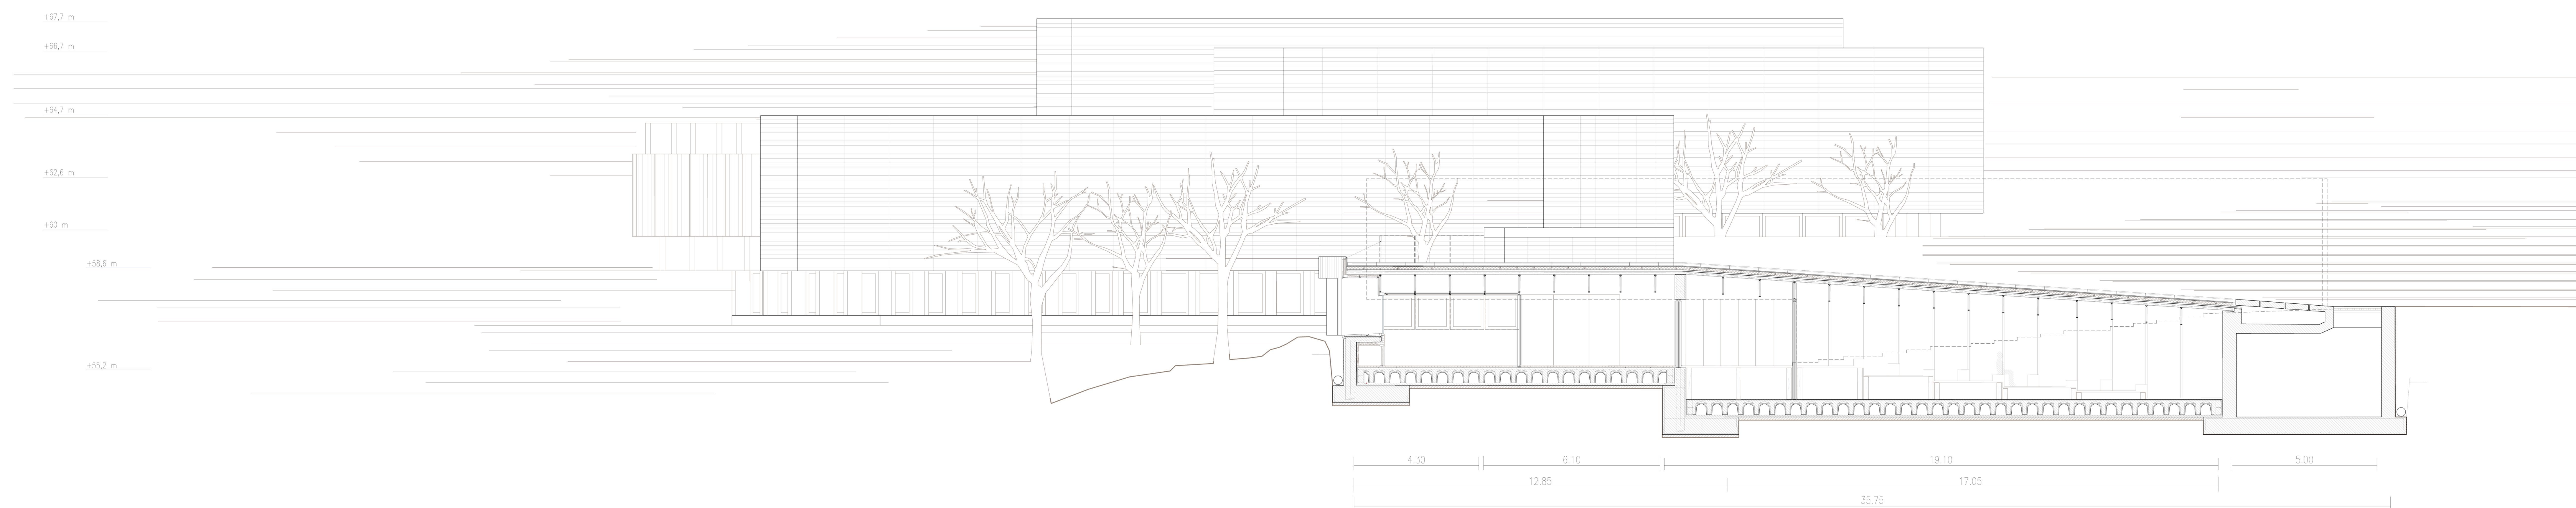 +67,7 m
+66,7 m
+64,7 m
+62,6 m
+60 m
+58,6 m
+55,2 m
4.30 6.10 19.10 5.00
12.85 17.05
35.75